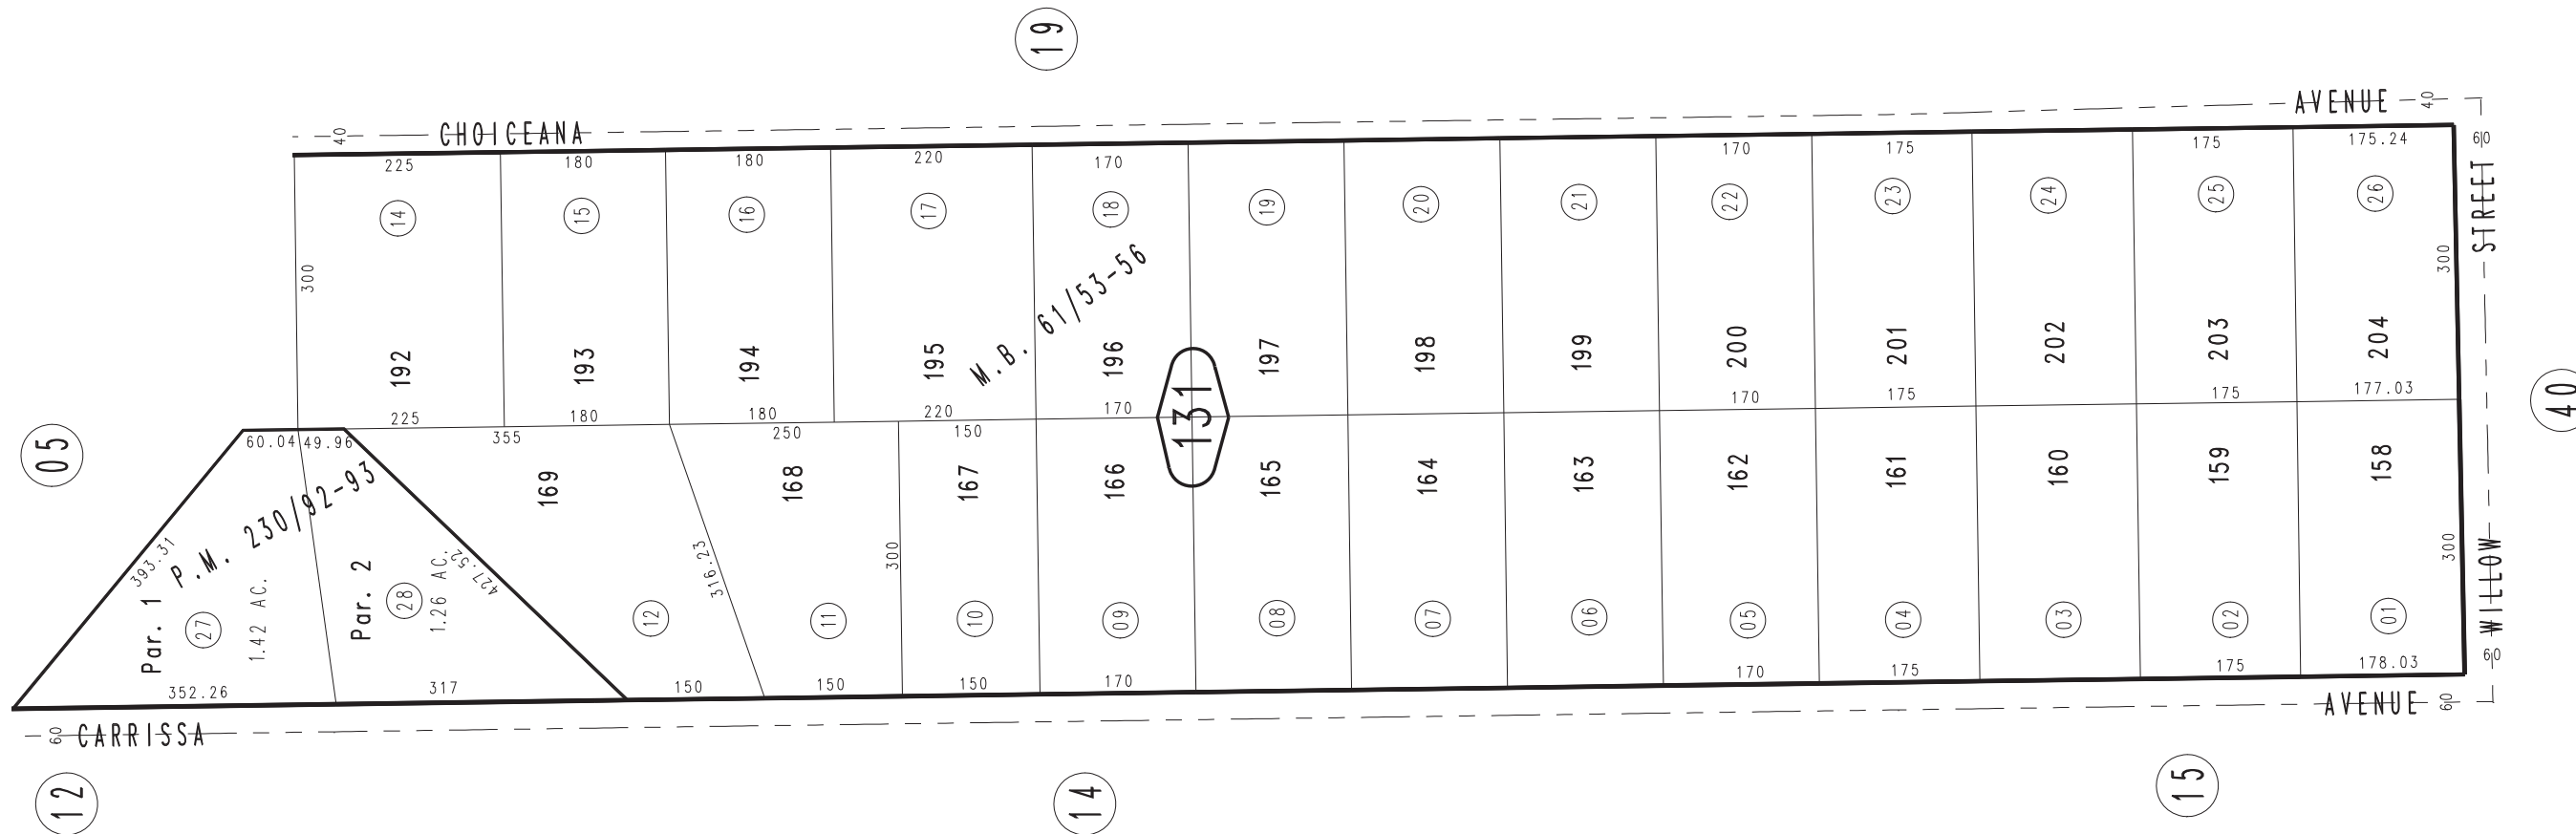 19
40 CHOICEANA AVENUE 40
225 180 180 220 170 170 175 175 175.24 60
14 15 16 17 18 19 20 21 22 23 24 25 26
STREET
300 300
M.B. 61/53-56
192 193 194 195 196 197 198 199 200 201 202 203 204
131
225 180 180 220 170 170 175 175 177.03
40
05
60.04 49.96 355 250 150
169 168 167 166 165 164 163 162 161 160 159 158
P.M. 230/92-93
393.31 427.52 316.23 300 300
WILLOW
Par. 1 27 1.42 AC.
Par. 2 28 1.26 AC.
12 11 10 09 08 07 06 05 04 03 02 01
352.26 317 150 150 150 170 170 175 175 178.03 60
60 CARRISSA AVENUE 60
12 14 15